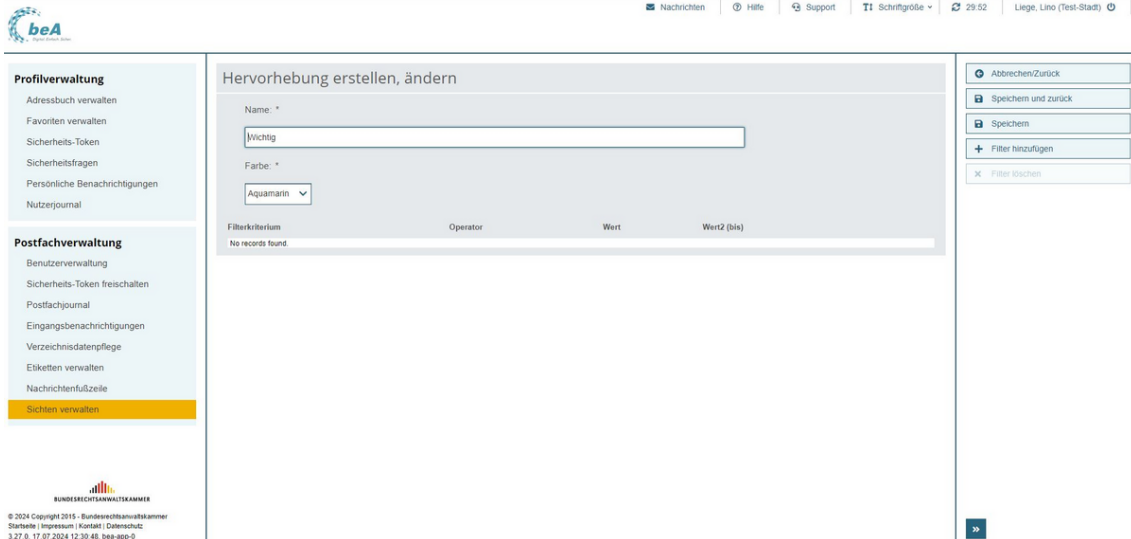 Nachrichten
Hilfe
Support
Schriftgröße
29:52
Liege, Lino (Test-Stadt)
beA
Profilverwaltung
Adressbuch verwalten
Favoriten verwalten
Sicherheits-Token
Sicherheitsfragen
Persönliche Benachrichtigungen
Nutzerjournal
Postfachverwaltung
Benutzerverwaltung
Sicherheits-Token freischalten
Postfachjournal
Eingangsbenachrichtigungen
Verzeichnisdatenpflege
Etiketten verwalten
Nachrichtenfußzeile
Sichten verwalten
BUNDESRECHTSANWALTSKAMMER
© 2024 Copyright 2015 - Bundesrechtsanwaltskammer
Startseite | Impressum | Kontakt | Datenschutz
3.27.0, 17.07.2024 12:30:48, bea-app-0
Hervorhebung erstellen, ändern
Name: *
Wichtig
Farbe: *
Aquamarin
Filterkriterium Operator Wert Wert2 (bis)
No records found.
Abbrechen/Zurück
Speichern und zurück
Speichern
Filter hinzufügen
Filter löschen